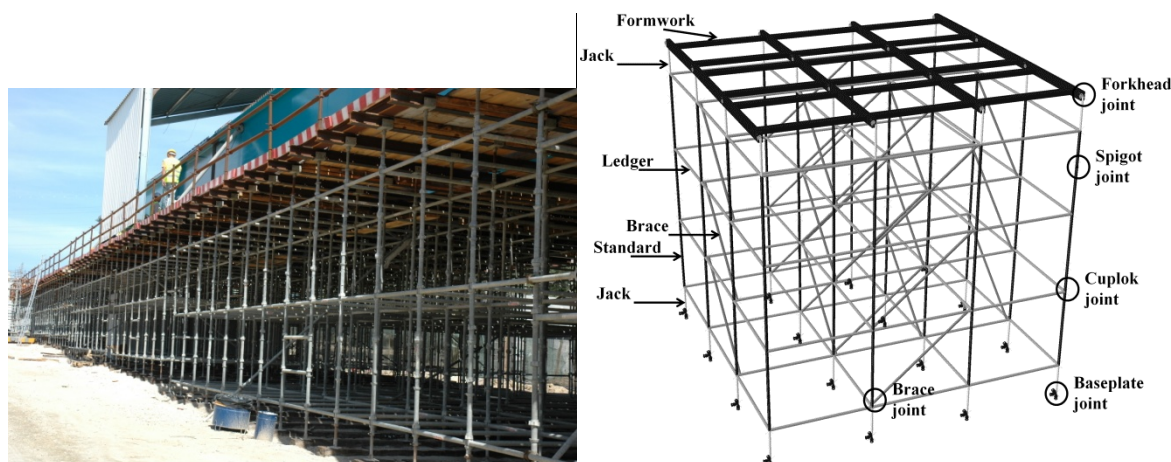 Formwork
Jack
Forkhead
joint
Ledger
Spigot
joint
Brace
Standard
Jack
Cuplok
joint
Brace
joint
Baseplate
joint